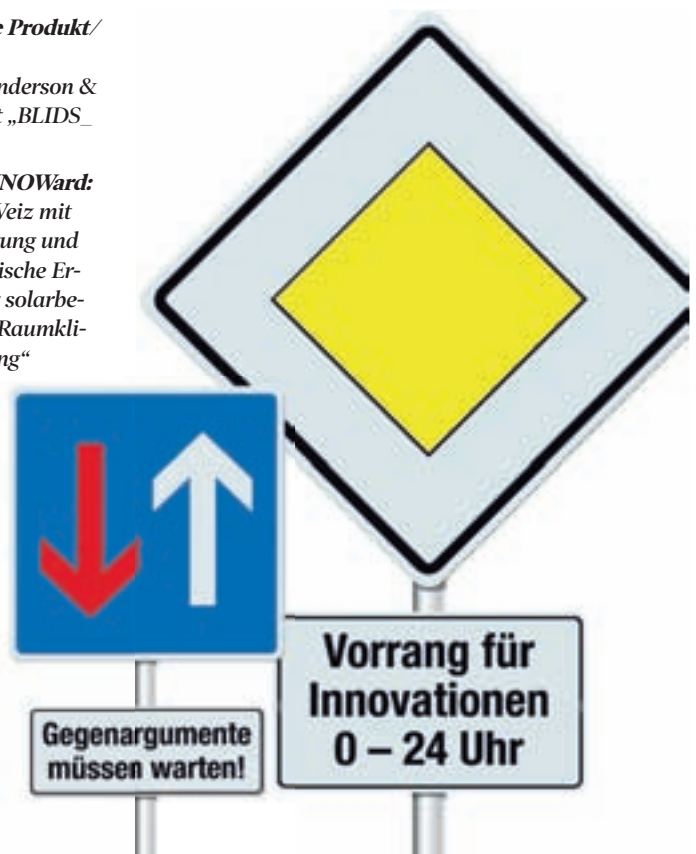 Produkt/
nderson &
„BLIDS_
NOWard:
Veiz mit
ung und
ische Er-
solarbe-
Raumkli-
ng“
Gegenargumente
müssen warten!
Vorrang für
Innovationen
0 – 24 Uhr